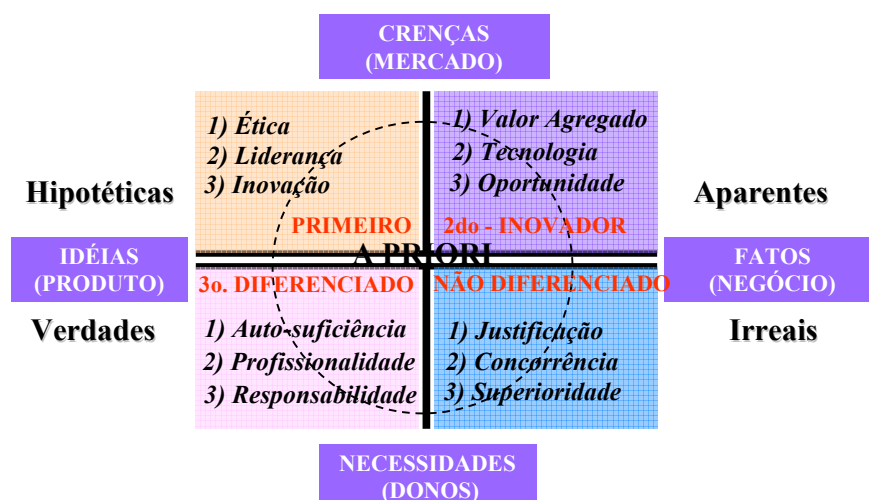 CRENÇAS
(MERCADO)
1) Ética
2) Liderança
3) Inovação
1) Valor Agregado
2) Tecnologia
3) Oportunidade
Hipotéticas
Aparentes
PRIMEIRO
2do - INOVADOR
A PRIORI
IDÉIAS
(PRODUTO)
FATOS
(NEGÓCIO)
3o. DIFERENCIADO
NÃO DIFERENCIADO
Verdades
Irreais
1) Auto-suficiência
2) Profissionalidade
3) Responsabilidade
1) Justificação
2) Concorrência
3) Superioridade
NECESSIDADES
(DONOS)